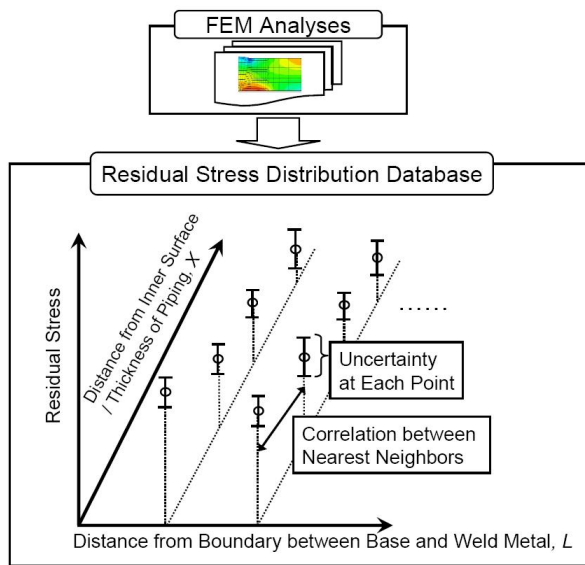 FEM Analyses
Residual Stress Distribution Database
Residual Stress
Distance from Inner Surface
/ Thickness of Piping, X
Uncertainty
at Each Point
Correlation between
Nearest Neighbors
Distance from Boundary between Base and Weld Metal, L